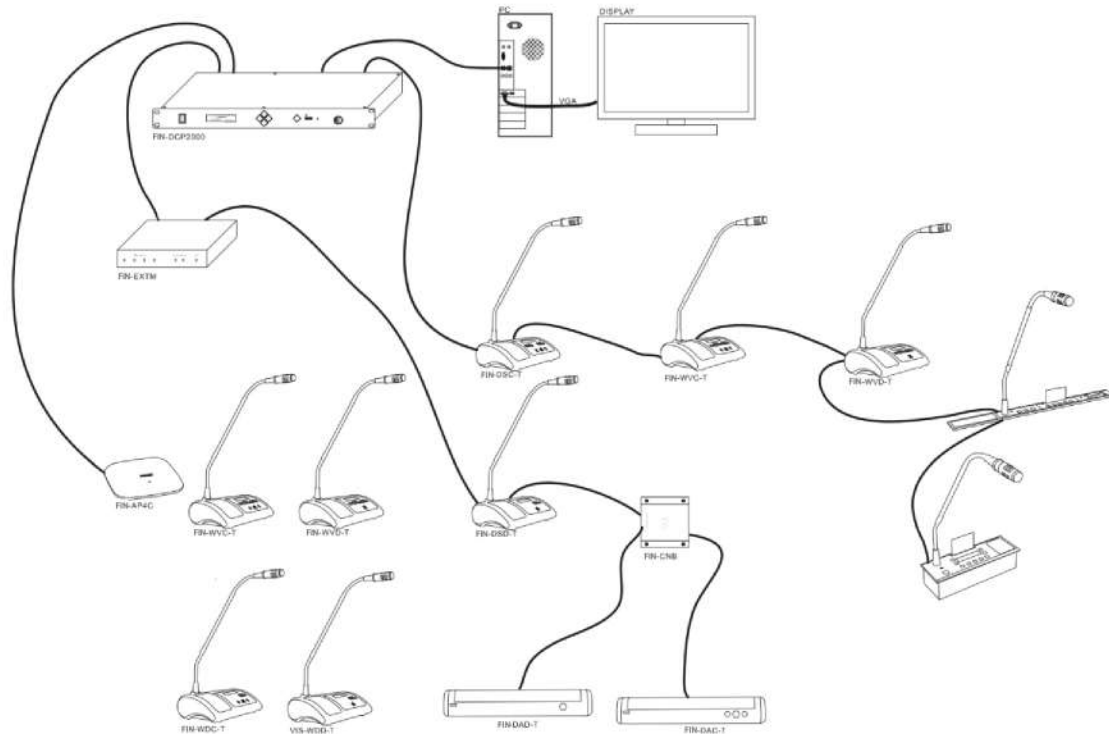 PC
DISPLAY
VGA
FIN-DCP2000
FIN-EXTM
FIN-DSC-T
FIN-WVC-T
FIN-WVD-T
FIN-AP4C
FIN-WVC-T
FIN-WVD-T
FIN-DSD-T
FIN-CNB
FIN-WDC-T
VIS-WDD-T
FIN-DAD-T
FIN-DAC-T